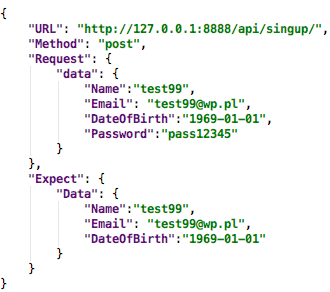 {
    "URL": "http://127.0.0.1:8888/api/singup/",
    "Method": "post",
    "Request": {
        "data": {
            "Name":"test99",
            "Email": "test99@wp.pl",
            "DateOfBirth":"1969-01-01",
            "Password":"pass12345"
        }
    },
    "Expect": {
        "Data": {
            "Name":"test99",
            "Email": "test99@wp.pl",
            "DateOfBirth":"1969-01-01"
        }
    }
}